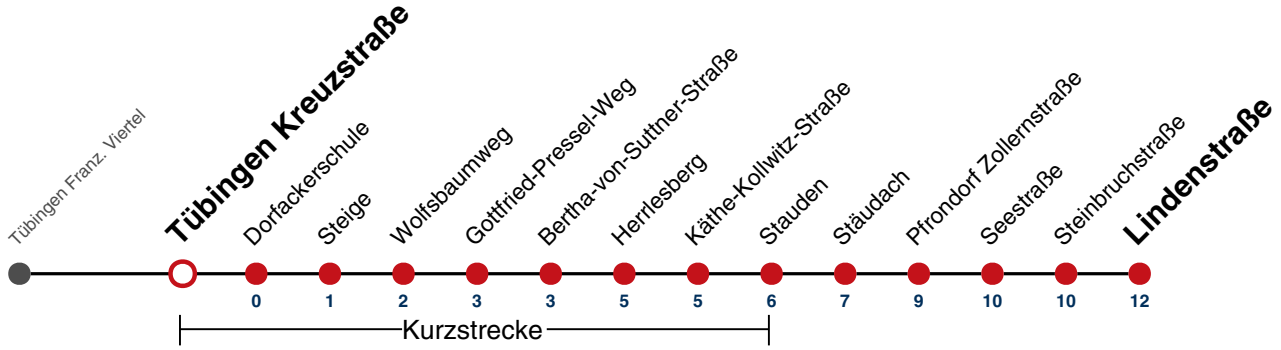 Tübingen Franz. Viertel
Tübingen Kreuzstraße
Dorfackerschule
Steige
Wolfsbaumweg
Gottfried-Pressel-Weg
Bertha-von-Suttner-Straße
Herrlesberg
Käthe-Kollwitz-Straße
Stauden
Stäudach
Pfrondorf Zollernstraße
Seestraße
Steinbruchstraße
Lindenstraße
0 1 2 3 3 5 5 6 7 9 10 10 12
Kurzstrecke